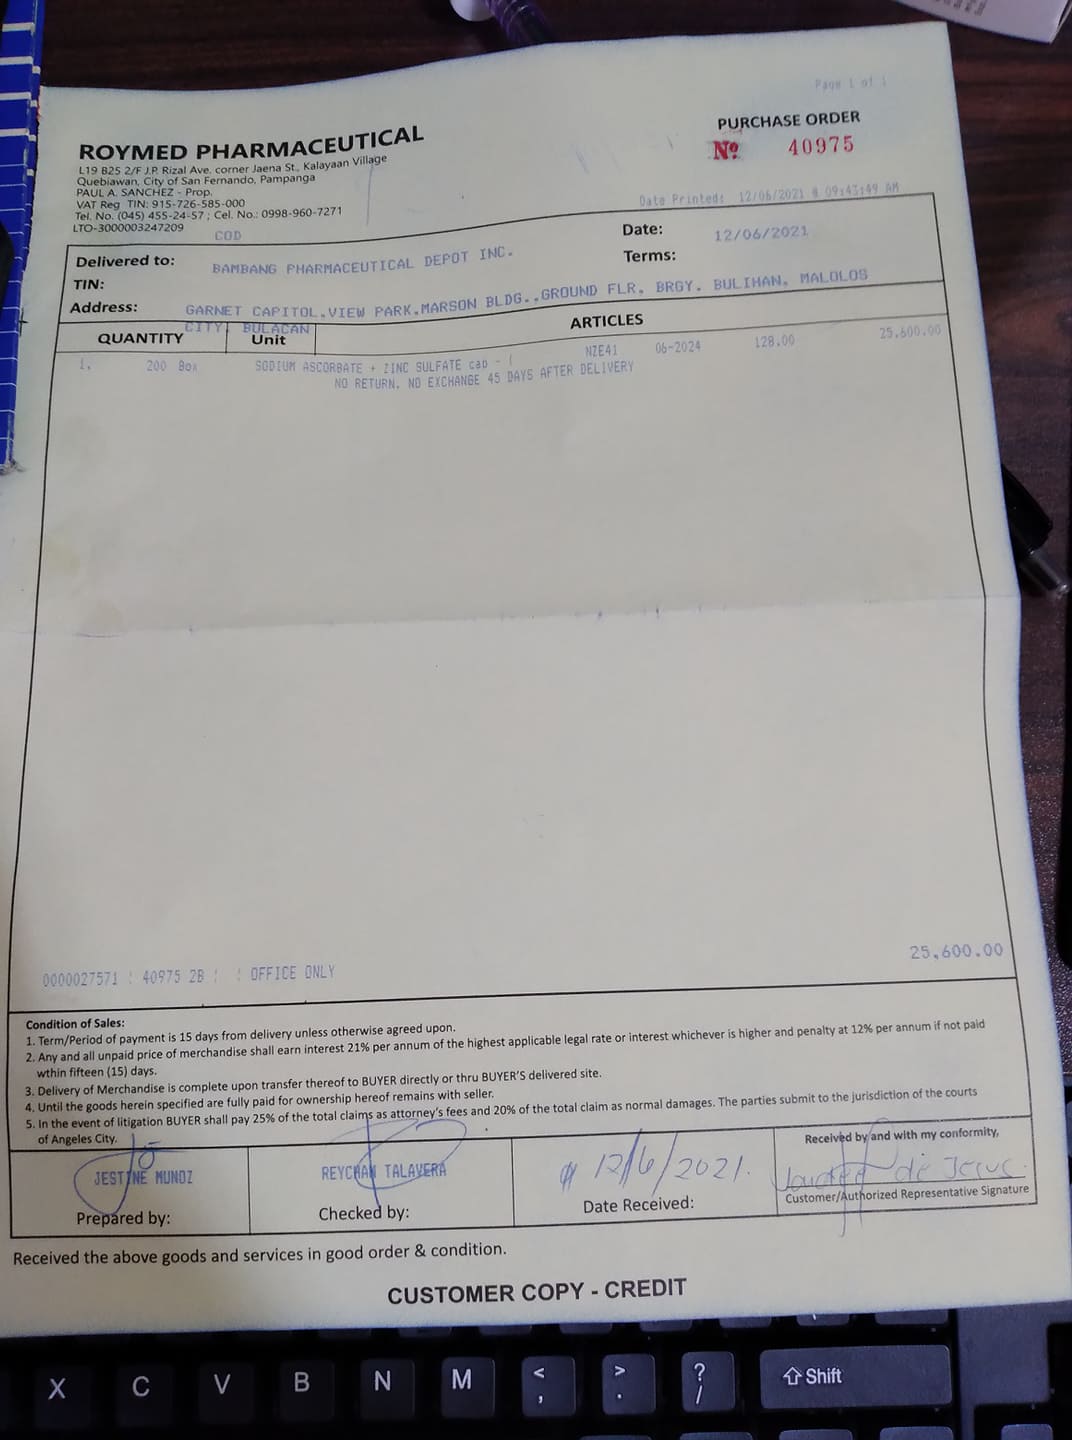 Page 1 of 1
PURCHASE ORDER
Nº 40975
ROYMED PHARMACEUTICAL
L19 B25 2/F J.P. Rizal Ave. corner Jaena St., Kalayaan Village
Quebiawan, City of San Fernando, Pampanga
PAUL A. SANCHEZ - Prop.
VAT Reg TIN: 915-726-585-000
Tel. No. (045) 455-24-57 ; Cel. No.: 0998-960-7271
LTO-3000003247209
Date Printed: 12/06/2021 @ 09:43:49 AM
COD
Delivered to: BAMBANG PHARMACEUTICAL DEPOT INC.
Date: 12/06/2021
TIN:
Terms:
Address: GARNET CAPITOL.VIEW PARK.MARSON BLDG.,GROUND FLR, BRGY. BULIHAN, MALOLOS
CITY, BULACAN
QUANTITY Unit ARTICLES
1. 200 Box SODIUM ASCORBATE + ZINC SULFATE cap - ( NZE41 06-2024 128.00 25,600.00
NO RETURN. NO EXCHANGE 45 DAYS AFTER DELIVERY
25,600.00
0000027571 : 40975 2B : : OFFICE ONLY
Condition of Sales:
1. Term/Period of payment is 15 days from delivery unless otherwise agreed upon.
2. Any and all unpaid price of merchandise shall earn interest 21% per annum of the highest applicable legal rate or interest whichever is higher and penalty at 12% per annum if not paid
wthin fifteen (15) days.
3. Delivery of Merchandise is complete upon transfer thereof to BUYER directly or thru BUYER'S delivered site.
4. Until the goods herein specified are fully paid for ownership hereof remains with seller.
5. In the event of litigation BUYER shall pay 25% of the total claims as attorney's fees and 20% of the total claim as normal damages. The parties submit to the jurisdiction of the courts
of Angeles City.
JESTINE MUNOZ
Prepared by:
REYCHAN TALAVERA
Checked by:
12/6/2021.
Date Received:
Received by and with my conformity,
de Jesus
Customer/Authorized Representative Signature
Received the above goods and services in good order & condition.
CUSTOMER COPY - CREDIT
X C V B N M < , > . ? / Shift